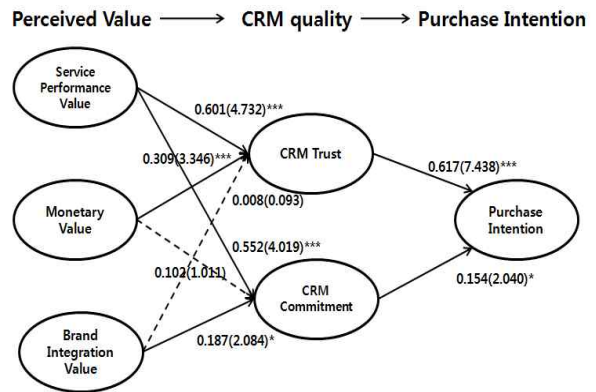 Perceived Value → CRM quality → Purchase Intention
Service
Performance
Value
0.601(4.732)***
0.309(3.346)***
CRM Trust
0.617(7.438)***
Monetary
Value
0.008(0.093)
Purchase
Intention
0.552(4.019)***
0.102(1.011)
CRM
Commitment
0.154(2.040)*
Brand
Integration
Value
0.187(2.084)*